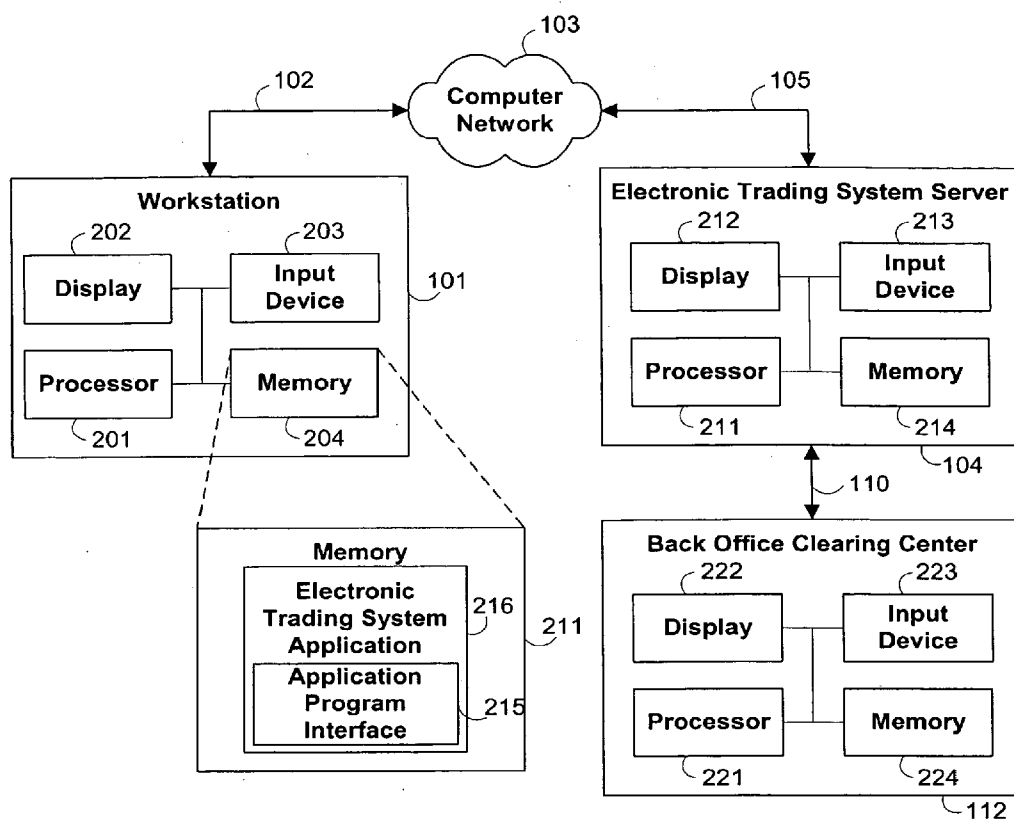 103
102
Computer
Network
105
Workstation
202
Display
203
Input
Device
101
Processor
201
Memory
204
Electronic Trading System Server
212
Display
213
Input
Device
Processor
211
Memory
214
104
110
Memory
Electronic
Trading System
Application
216
211
Application
Program
Interface
215
Back Office Clearing Center
222
Display
223
Input
Device
Processor
221
Memory
224
112